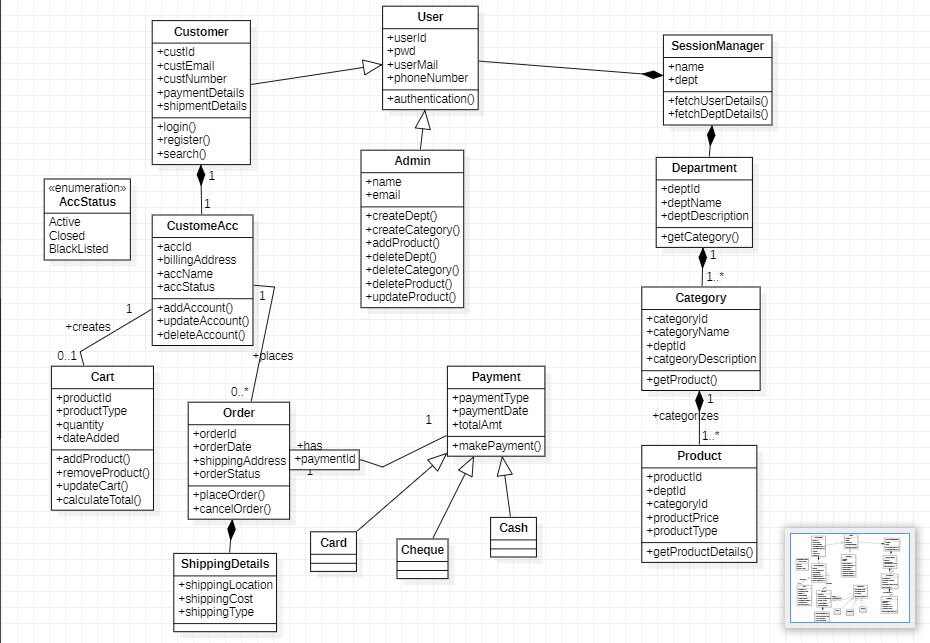 Customer
+custId
+custEmail
+custNumber
+paymentDetails
+shipmentDetails
+login()
+register()
+search()
User
+userId
+pwd
+userMail
+phoneNumber
+authentication()
SessionManager
+name
+dept
+fetchUserDetails()
+fetchDeptDetails()
Admin
+name
+email
+createDept()
+createCategory()
+addProduct()
+deleteDept()
+deleteCategory()
+deleteProduct()
+updateProduct()
Department
+deptId
+deptName
+deptDescription
+getCategory()
1
1
«enumeration»
AccStatus
Active
Closed
BlackListed
CustomeAcc
+accId
+billingAddress
+accName
+accStatus
+addAccount()
+updateAccount()
+deleteAccount()
1
1..*
Category
+categoryId
+categoryName
+deptId
+catgeoryDescription
+getProduct()
1
+creates
0..1
1
+places
0..*
Cart
+productId
+productType
+quantity
+dateAdded
+addProduct()
+removeProduct()
+updateCart()
+calculateTotal()
Order
+orderId
+orderDate
+shippingAddress
+orderStatus
+placeOrder()
+cancelOrder()
+has
+paymentId
1
1
Payment
+paymentType
+paymentDate
+totalAmt
+makePayment()
1
+categorizes
1..*
Product
+productId
+deptId
+categoryId
+productPrice
+productType
+getProductDetails()
Card
Cheque
Cash
ShippingDetails
+shippingLocation
+shippingCost
+shippingType